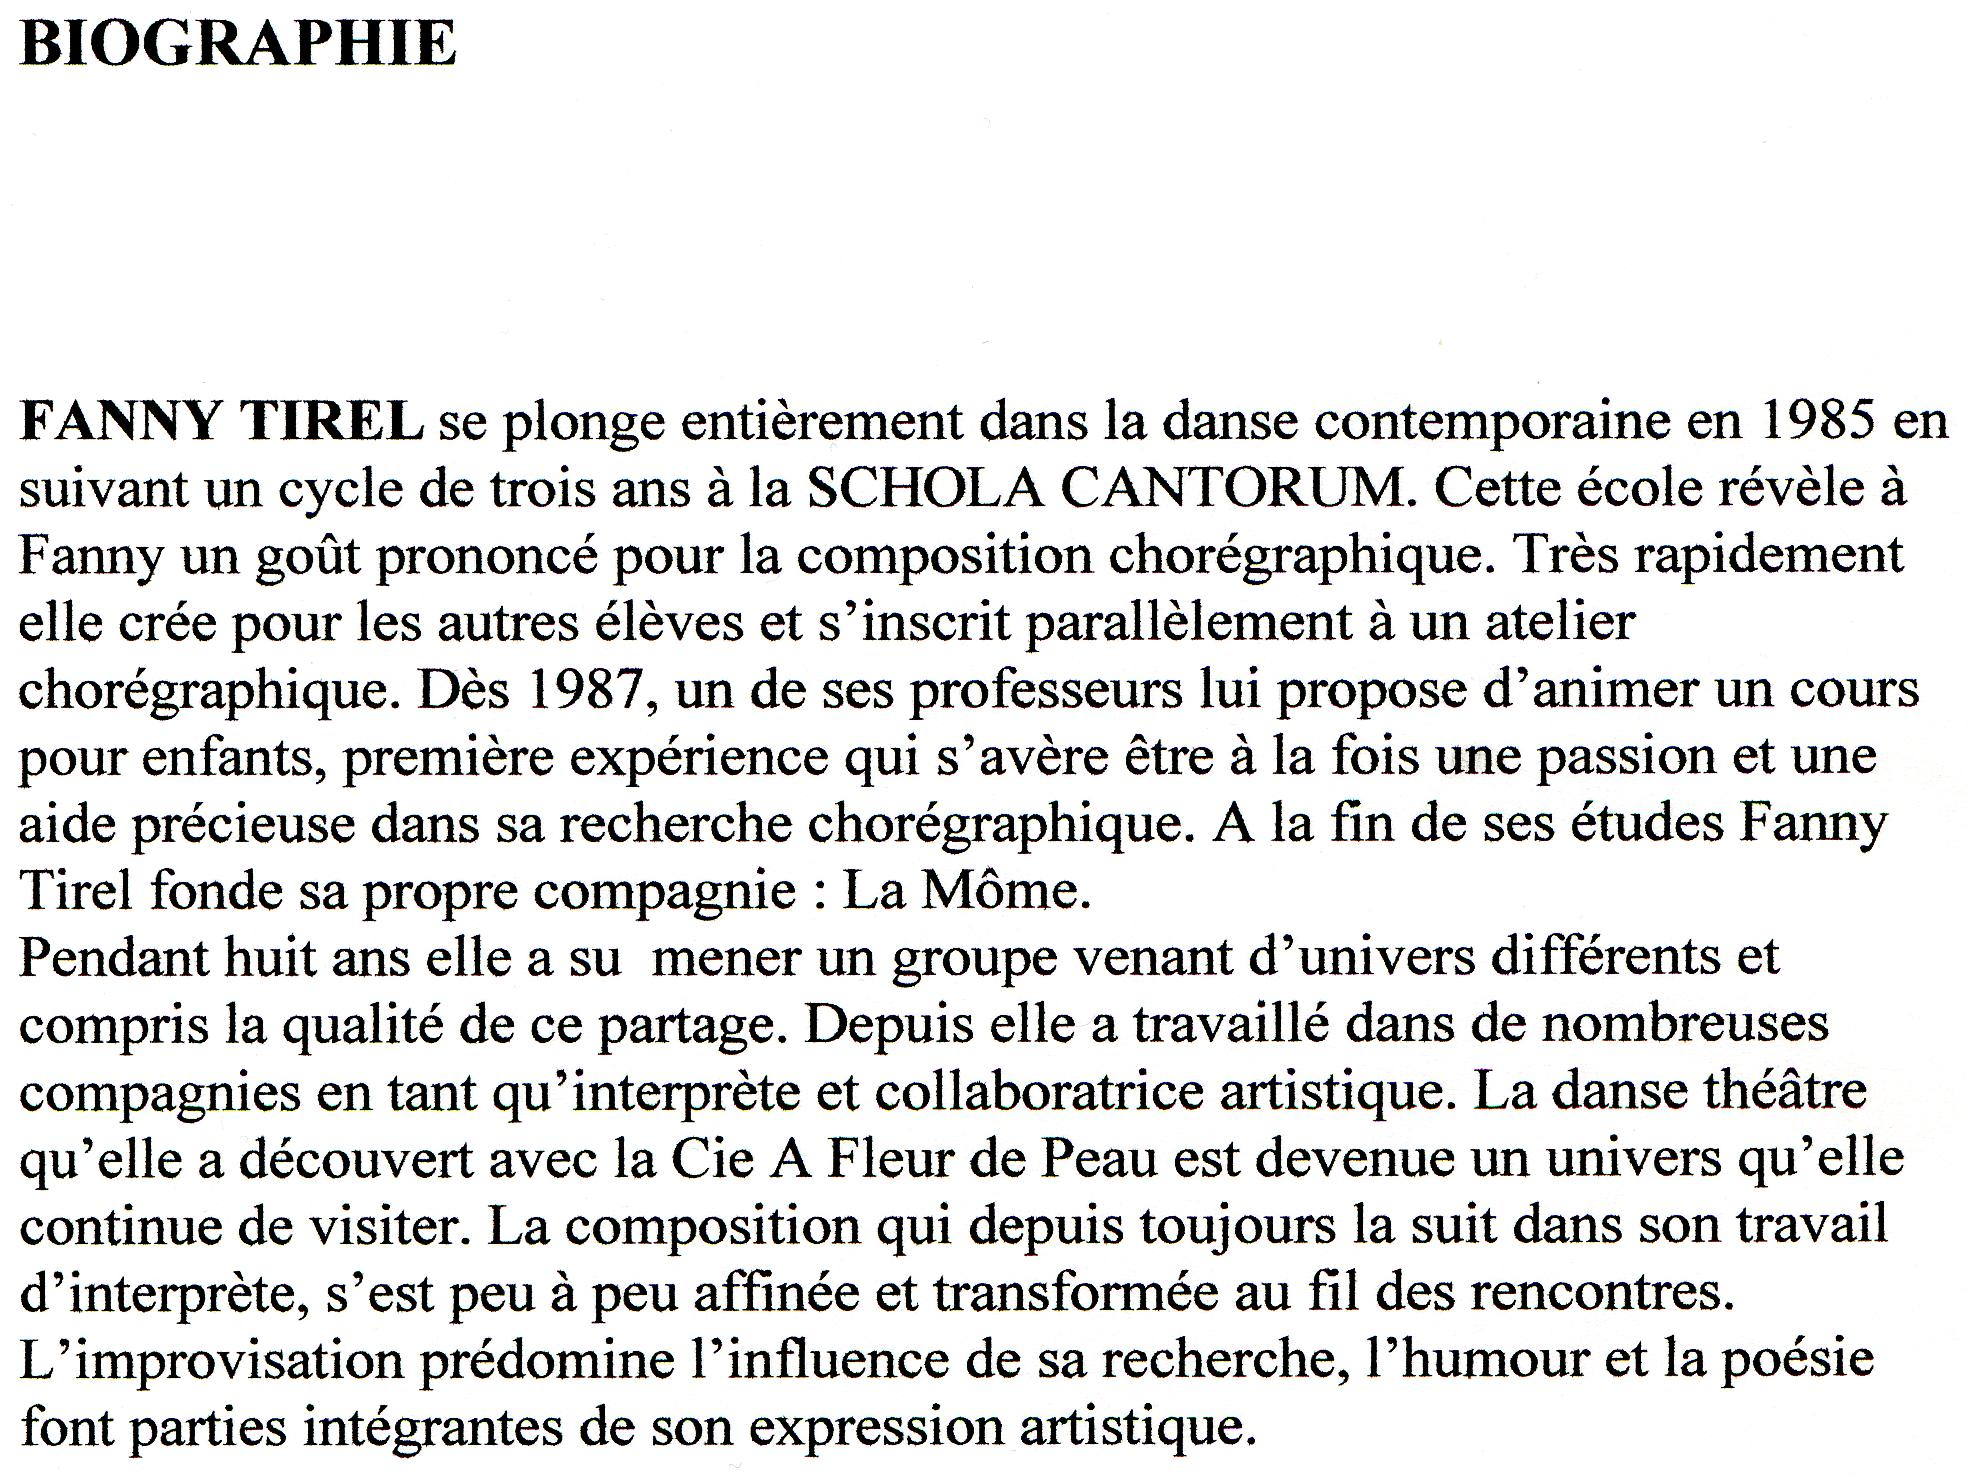 BIOGRAPHIE
FANNY TIREL se plonge entièrement dans la danse contemporaine en 1985 en
suivant un cycle de trois ans à la SCHOLA CANTORUM. Cette école révèle à
Fanny un goût prononcé pour la composition chorégraphique. Très rapidement
elle crée pour les autres élèves et s’inscrit parallèlement à un atelier
chorégraphique. Dès 1987, un de ses professeurs lui propose d’animer un cours
pour enfants, première expérience qui s’avère être à la fois une passion et une
aide précieuse dans sa recherche chorégraphique. A la fin de ses études Fanny
Tirel fonde sa propre compagnie : La Môme.
Pendant huit ans elle a su  mener un groupe venant d’univers différents et
compris la qualité de ce partage. Depuis elle a travaillé dans de nombreuses
compagnies en tant qu’interprète et collaboratrice artistique. La danse théâtre
qu’elle a découvert avec la Cie A Fleur de Peau est devenue un univers qu’elle
continue de visiter. La composition qui depuis toujours la suit dans son travail
d’interprète, s’est peu à peu affinée et transformée au fil des rencontres.
L’improvisation prédomine l’influence de sa recherche, l’humour et la poésie
font parties intégrantes de son expression artistique.